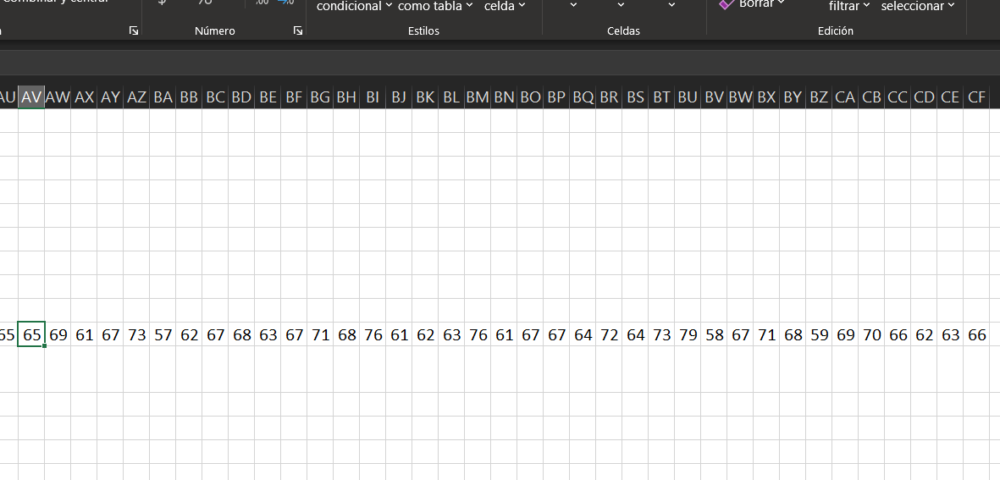 Combinar y centrar $ % 000
condicional como tabla celda Borrar filtrar seleccionar
Número Estilos Celdas Edición
AU AV AW AX AY AZ BA BB BC BD BE BF BG BH BI BJ BK BL BM BN BO BP BQ BR BS BT BU BV BW BX BY BZ CA CB CC CD CE CF
65 65 69 61 67 73 57 62 67 68 63 67 71 68 76 61 62 63 76 61 67 67 64 72 64 73 79 58 67 71 68 59 69 70 66 62 63 66